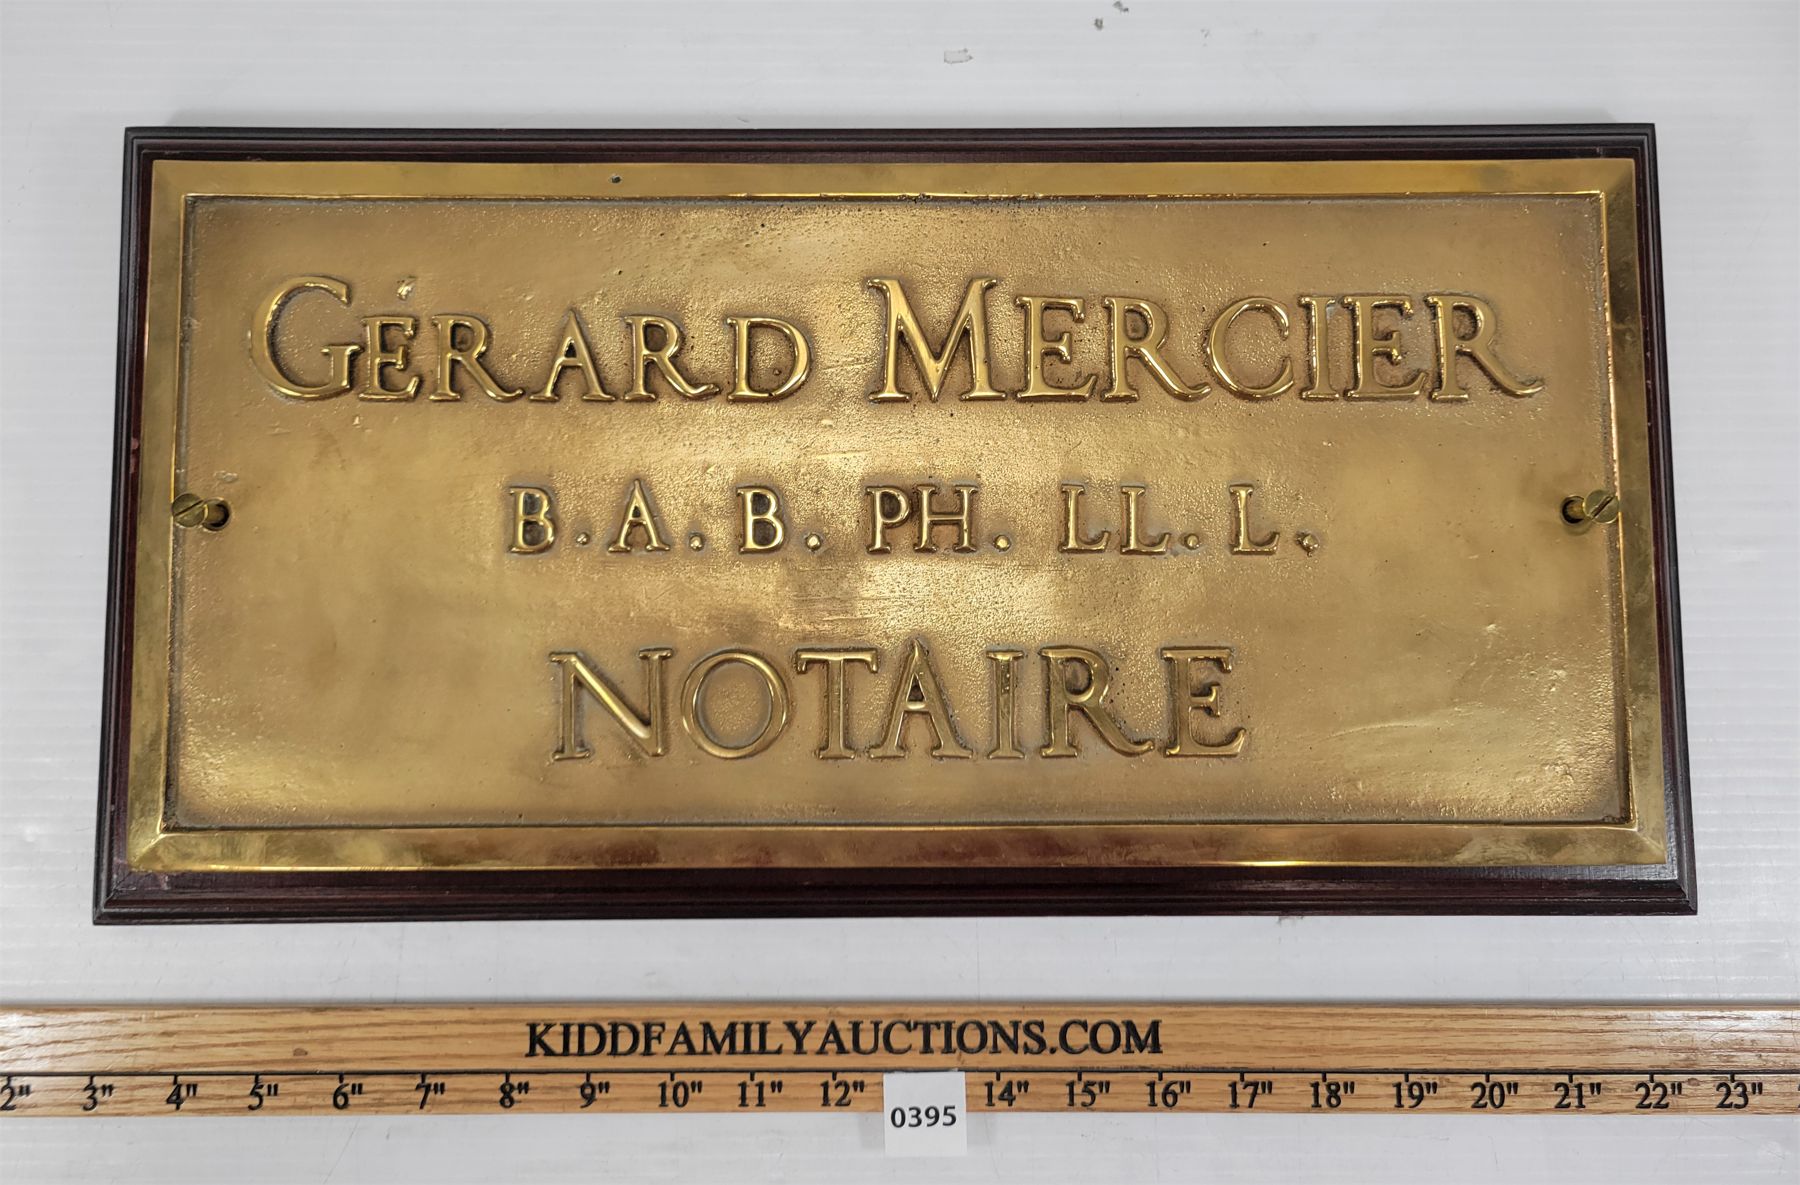 GÉRARD MERCIER
B.A.B. PH. LL.L.
NOTAIRE
KIDDFAMILYAUCTIONS.COM
2" 3" 4" 5" 6" 7" 8" 9" 10" 11" 12" 14" 15" 16" 17" 18" 19" 20" 21" 22" 23"
0395